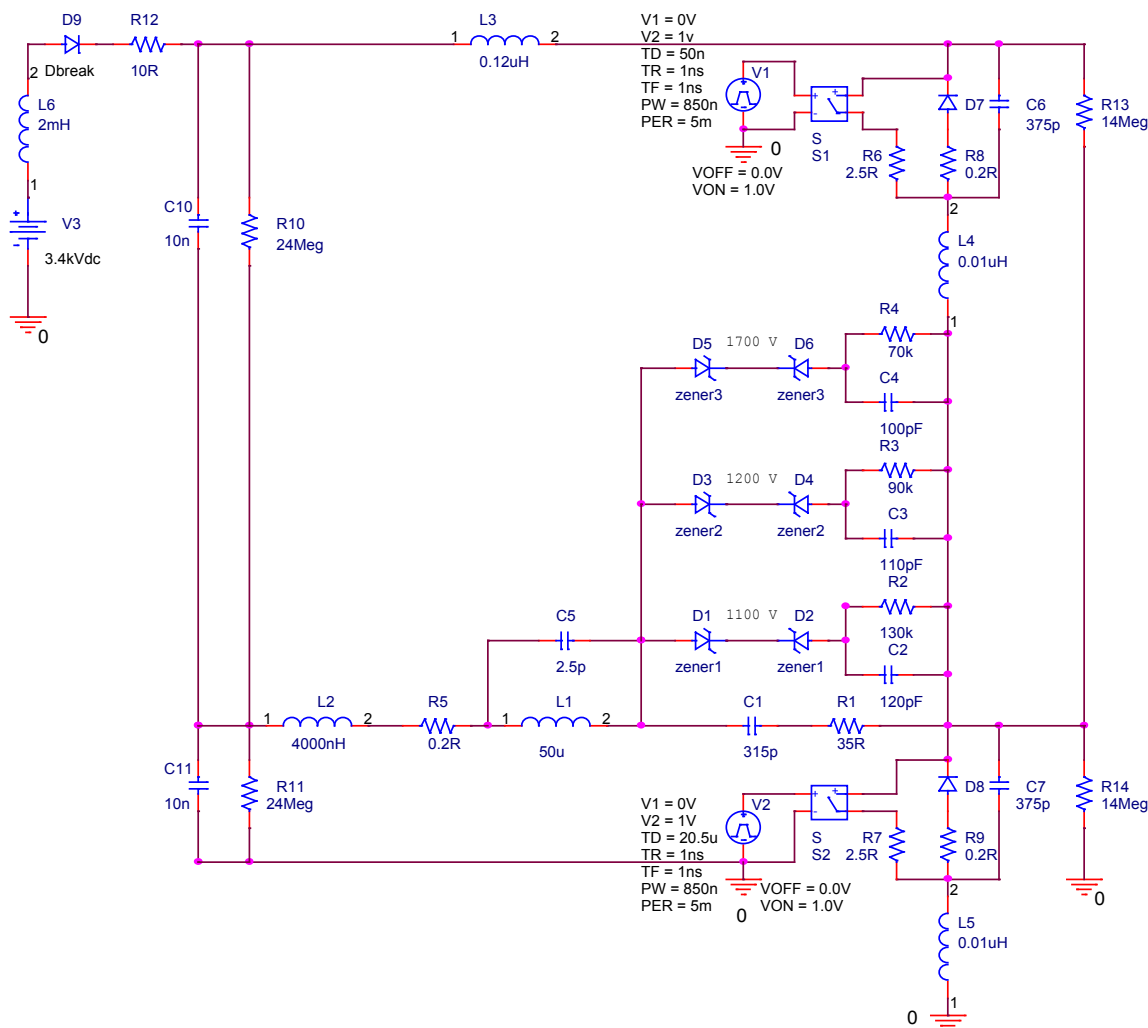 D9
Dbreak
R12
10R
2
L6
2mH
1
V3
3.4kVdc
0
C10
10n
R10
24Meg
L3
1
2
0.12uH
V1 = 0V
V2 = 1v
TD = 50n
TR = 1ns
TF = 1ns
PW = 850n
PER = 5m
V1
0
+
-
+
-
S
S1
VOFF = 0.0V
VON = 1.0V
R6
2.5R
D7
R8
0.2R
C6
375p
R13
14Meg
2
L4
0.01uH
1
D5
1700 V
D6
zener3
zener3
R4
70k
C4
100pF
D3
1200 V
D4
zener2
zener2
R3
90k
C3
110pF
D1
1100 V
D2
zener1
zener1
R2
130k
C2
120pF
C5
2.5p
1
L2
2
4000nH
R5
0.2R
1
L1
2
50u
C1
315p
R1
35R
C11
10n
R11
24Meg
V1 = 0V
V2 = 1V
TD = 20.5u
TR = 1ns
TF = 1ns
PW = 850n
PER = 5m
V2
0
+
-
+
-
S
S2
VOFF = 0.0V
VON = 1.0V
R7
2.5R
D8
R9
0.2R
C7
375p
R14
14Meg
0
2
L5
0.01uH
1
0